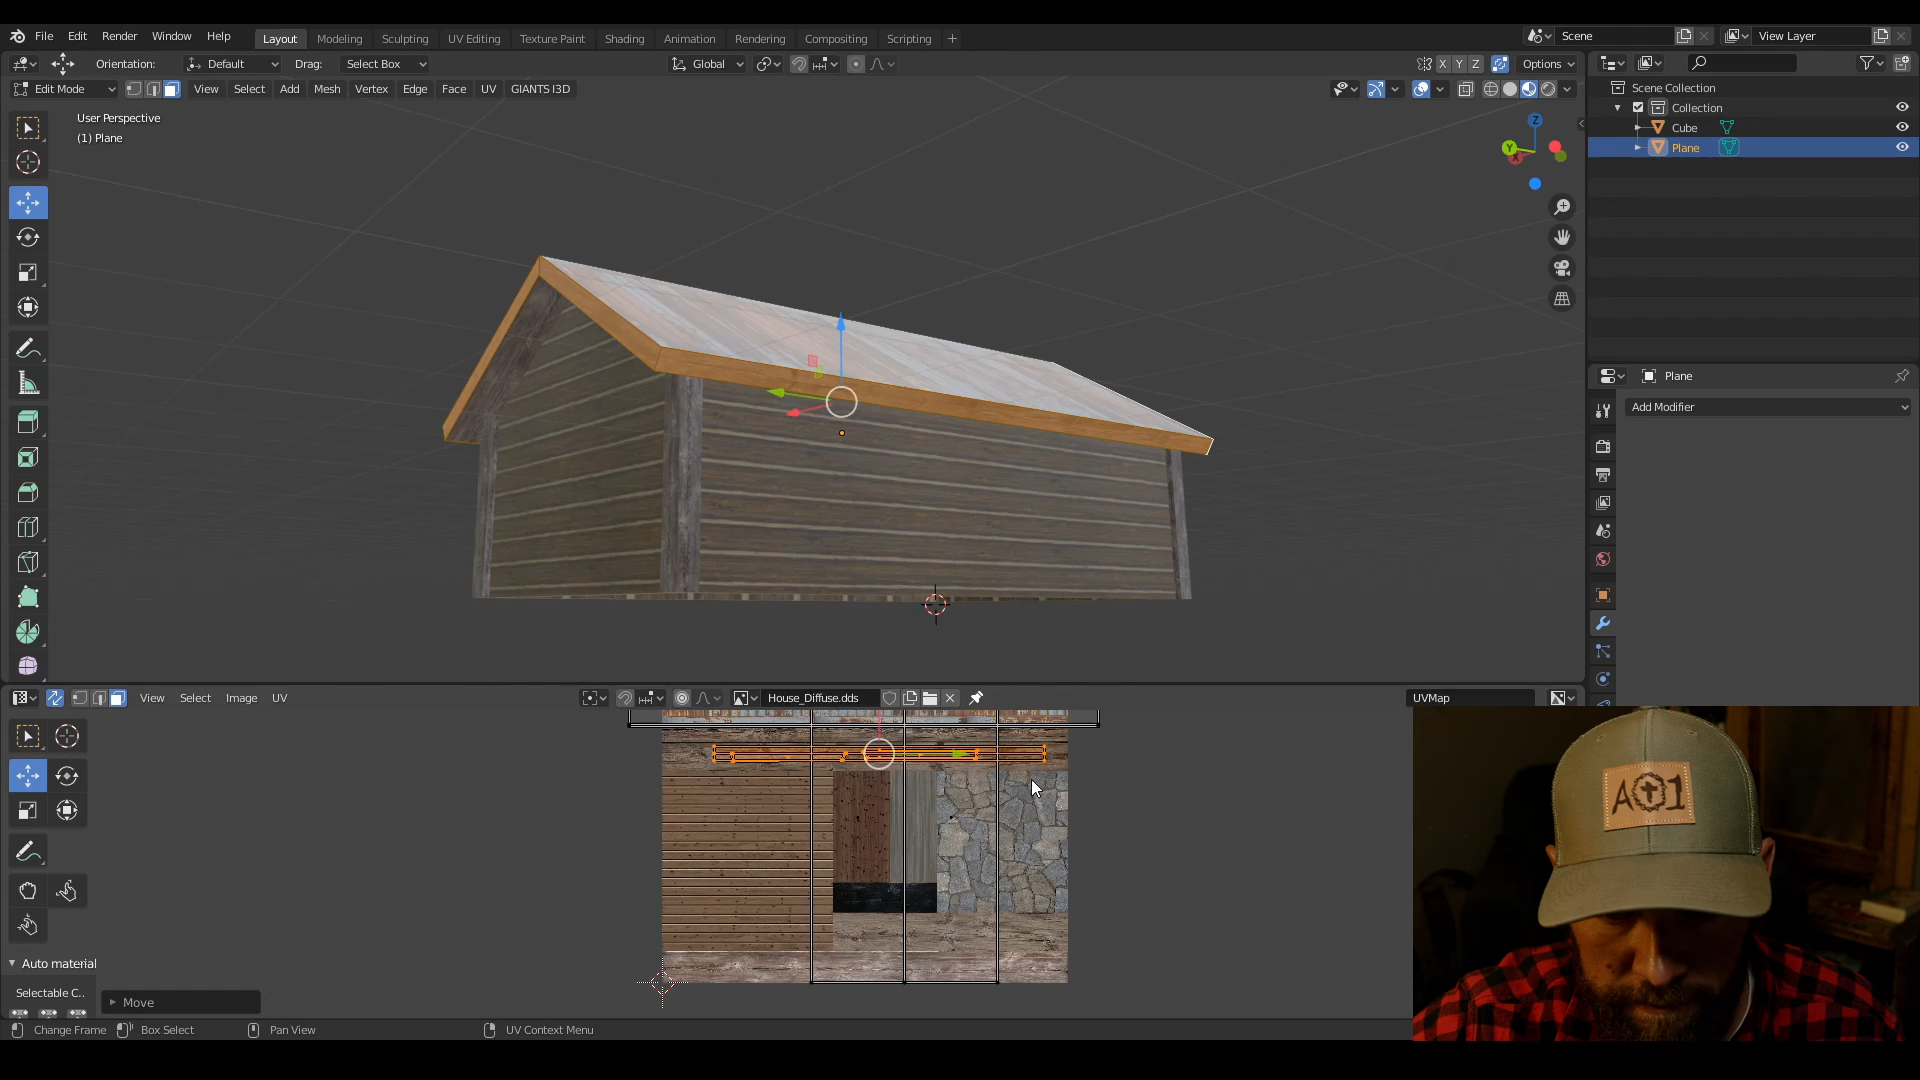 File Edit Render Window Help Layout Modeling Sculpting UV Editing Texture Paint Shading Animation Rendering Compositing Scripting + Scene View Layer
Orientation: Default Drag: Select Box Global X Y Z Options
Edit Mode View Select Add Mesh Vertex Edge Face UV GIANTS I3D
Scene Collection
Collection
Cube
Plane
User Perspective
(1) Plane
Z
Y
X
Plane
Add Modifier
View Select Image UV House_Diffuse.dds UVMap
Auto material
Selectable C..
Move
Change Frame Box Select Pan View UV Context Menu